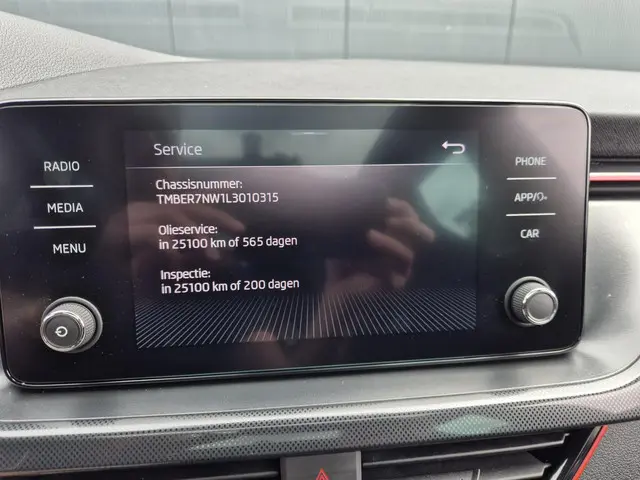 Service
RADIO
MEDIA
MENU
Chassisnummer:
TMBER7NW1L3010315
Olieservice:
in 25100 km of 565 dagen
Inspectie:
in 25100 km of 200 dagen
PHONE
APP/
CAR